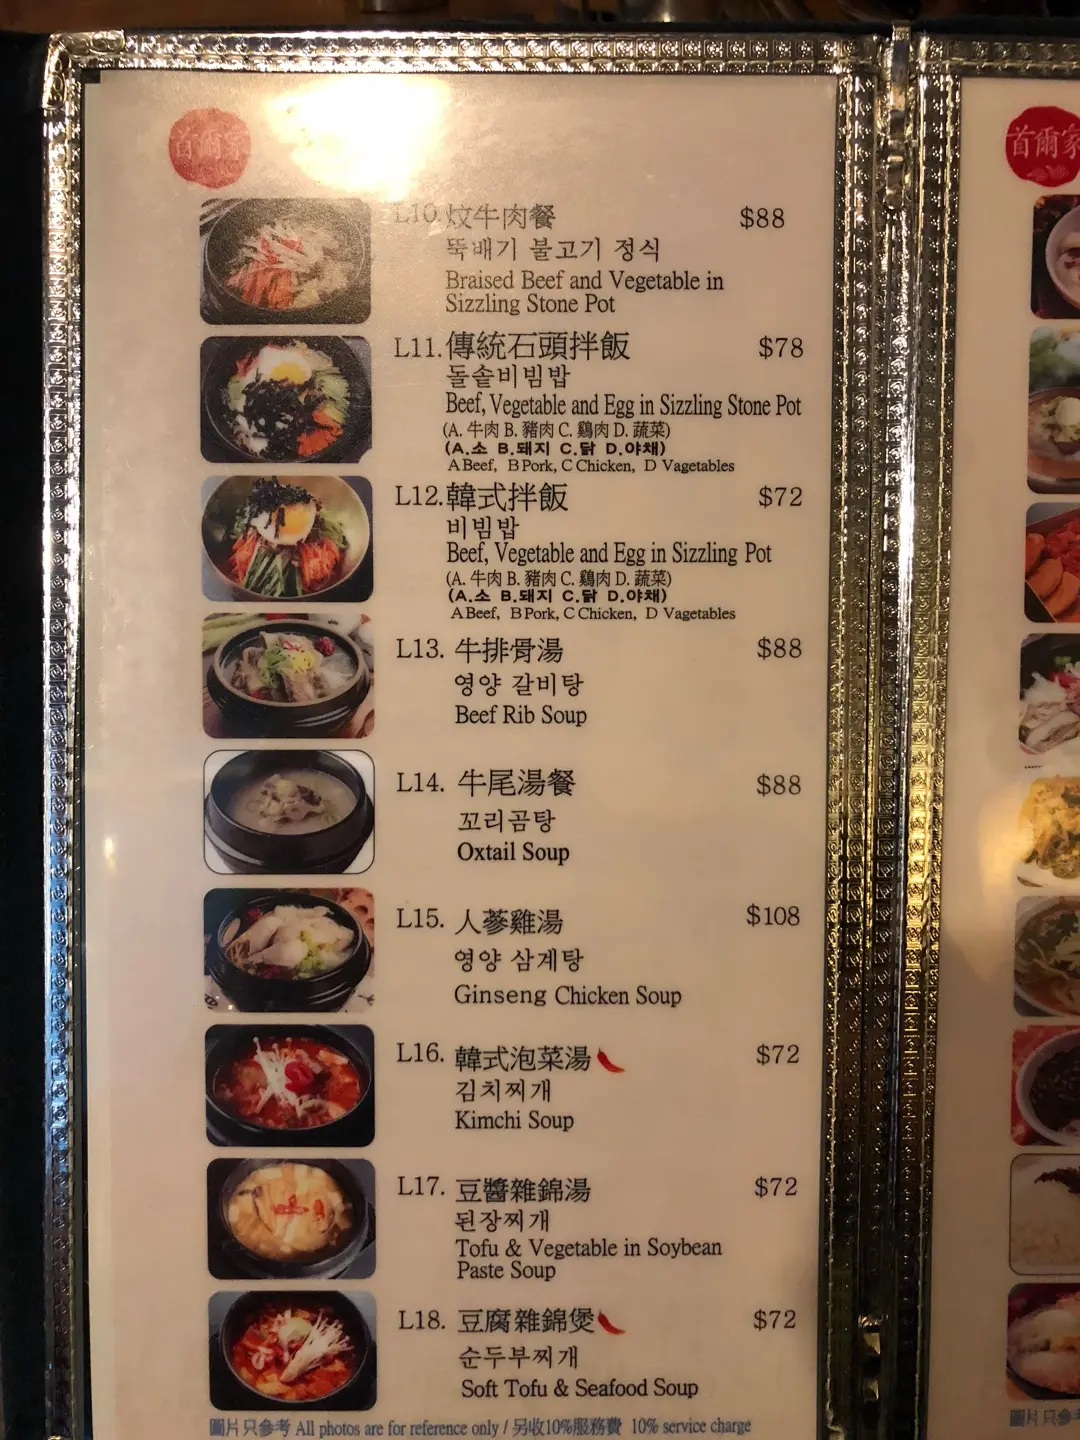 首爾家
L10. 炆牛肉餐 $88
뚝배기 불고기 정식
Braised Beef and Vegetable in
Sizzling Stone Pot
L11. 傳統石頭拌飯 $78
돌솥비빔밥
Beef, Vegetable and Egg in Sizzling Stone Pot
(A. 牛肉 B. 豬肉 C. 鷄肉 D. 蔬菜)
(A.소 B.돼지 C.닭 D.야채)
A Beef, B Pork, C Chicken, D Vagetables
L12. 韓式拌飯 $72
비빔밥
Beef, Vegetable and Egg in Sizzling Pot
(A. 牛肉 B. 豬肉 C. 鷄肉 D. 蔬菜)
(A.소 B.돼지 C.닭 D.야채)
A Beef, B Pork, C Chicken, D Vagetables
L13. 牛排骨湯 $88
영양 갈비탕
Beef Rib Soup
L14. 牛尾湯餐 $88
꼬리곰탕
Oxtail Soup
L15. 人蔘雞湯 $108
영양 삼계탕
Ginseng Chicken Soup
L16. 韓式泡菜湯 $72
김치찌개
Kimchi Soup
L17. 豆醬雜錦湯 $72
된장찌개
Tofu & Vegetable in Soybean
Paste Soup
L18. 豆腐雜錦煲 $72
순두부찌개
Soft Tofu & Seafood Soup
圖片只參考 All photos are for reference only / 另收10%服務費 10% service charge
首爾家
圖片只參考